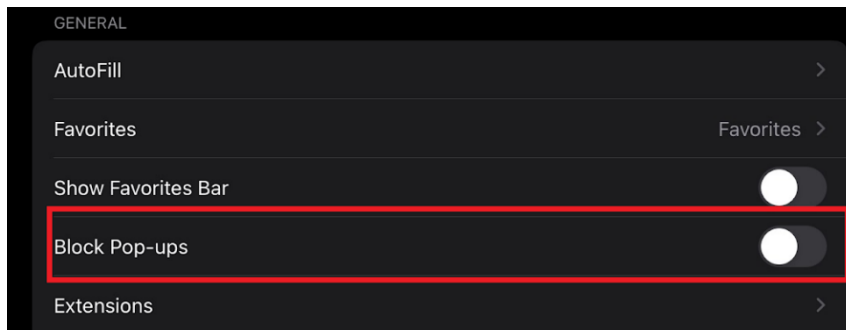 GENERAL
AutoFill
Favorites Favorites
Show Favorites Bar
Block Pop-ups
Extensions